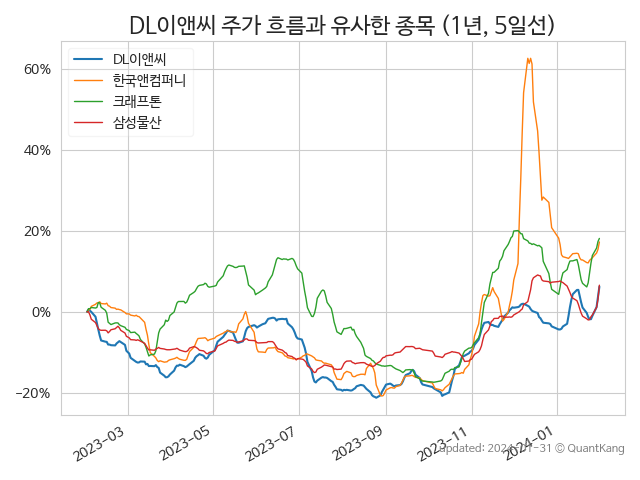 DL이앤씨 주가 흐름과 유사한 종목 (1년, 5일선)
DL이앤씨
한국앤컴퍼니
크래프톤
삼성물산
60%
40%
20%
0%
−20%
2023−03
2023−05
2023−07
2023−09
2023−11
2024−01
updated: 2024-01-31 © QuantKang